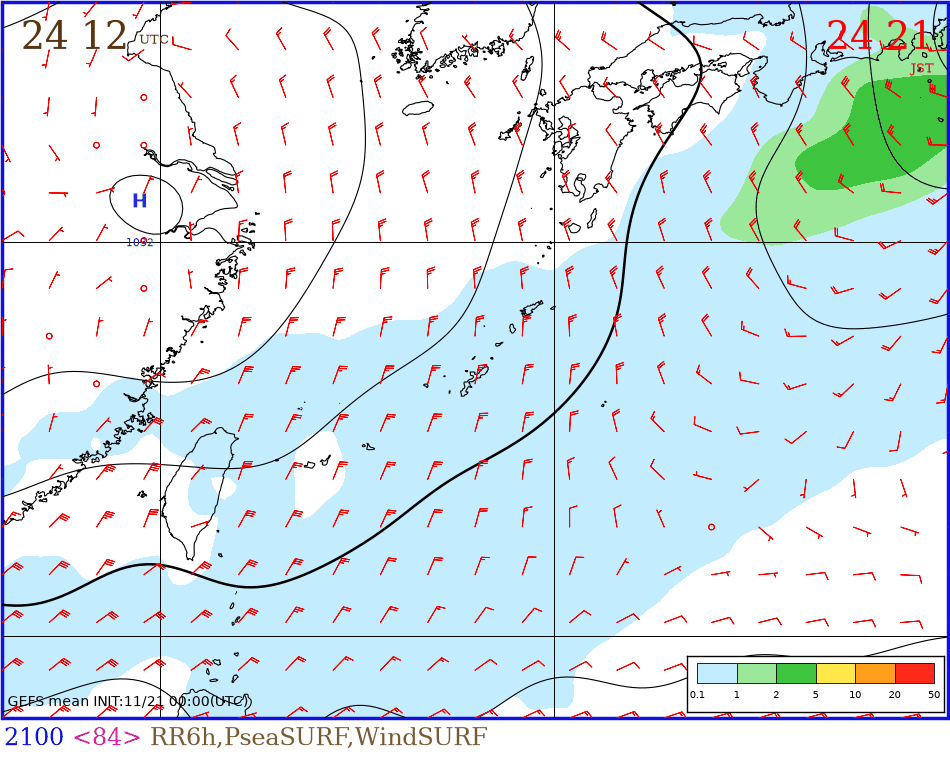 24 12 UTC
24 21
JST
H
1032
0.1 1 2 5 10 20 50
GEFS mean INIT:11/21 00:00(UTC)
2100 <84> RR6h,PseaSURF,WindSURF